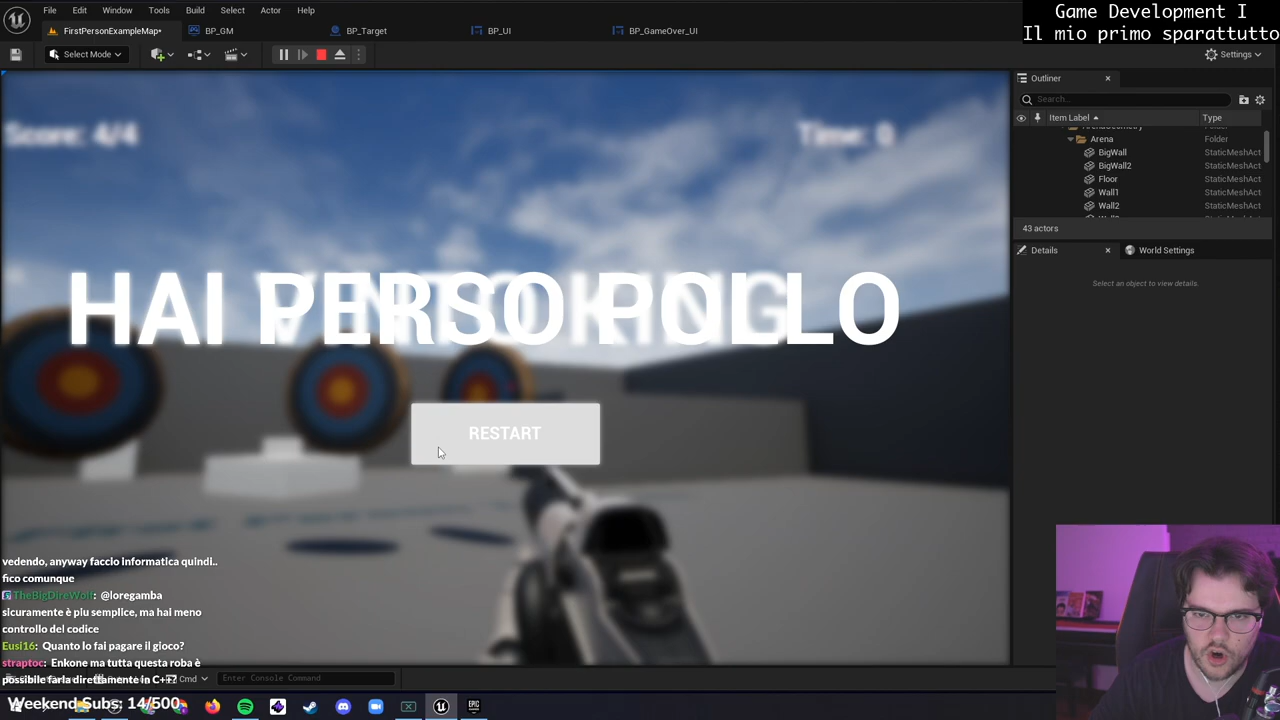 File Edit Window Tools Build Select Actor Help
Game Development I
Il mio primo sparattutto
FirstPersonExampleMap* BP_GM BP_Target BP_UI BP_GameOver_UI
Select Mode
Settings
Outliner
Search...
Item Label Type
Arena Folder
BigWall StaticMeshAct
BigWall2 StaticMeshAct
Floor StaticMeshAct
Wall1 StaticMeshAct
Wall2 StaticMeshAct
43 actors
Details World Settings
Select an object to view details.
Score: 4/4
Time: 0
HAI PERSO POLLO
RESTART
vedendo, anyway faccio informatica quindi..
fico comunque
TheBigDireWolf: @loregamba
sicuramente è piu semplice, ma hai meno
controllo del codice
Eusi16: Quanto lo fai pagare il gioco?
straptoc: Enkone ma tutta questa roba è
possibile farla direttamente in C++?
Cmd
Enter Console Command
Weekend Subs: 14/500
EPIC